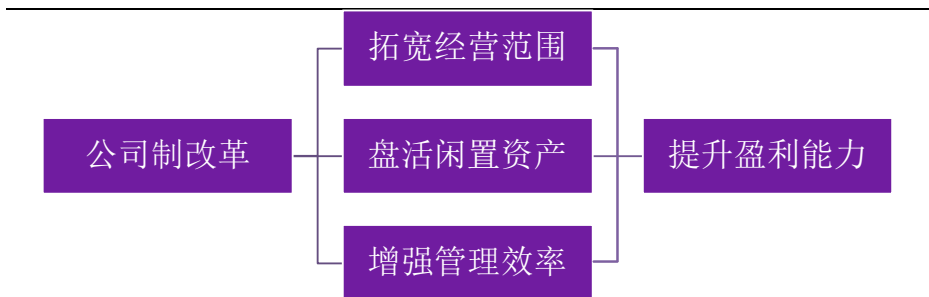 拓宽经营范围
公司制改革
盘活闲置资产
提升盈利能力
增强管理效率